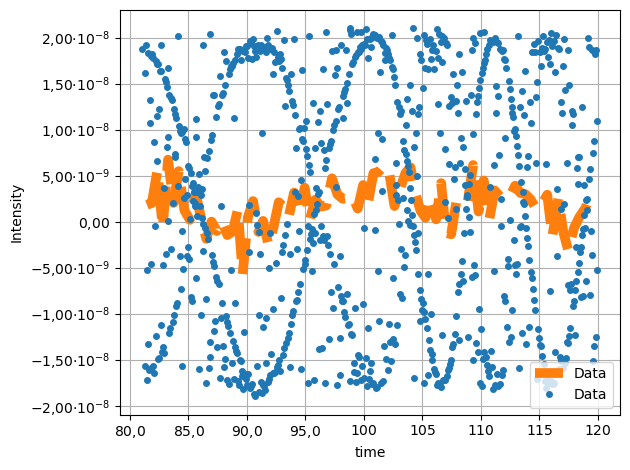 2,00·10⁻⁸
1,50·10⁻⁸
1,00·10⁻⁸
5,00·10⁻⁹
0,00
−5,00·10⁻⁹
−1,00·10⁻⁸
−1,50·10⁻⁸
−2,00·10⁻⁸
Intensity
80,0 85,0 90,0 95,0 100 105 110 115 120
time
Data
Data